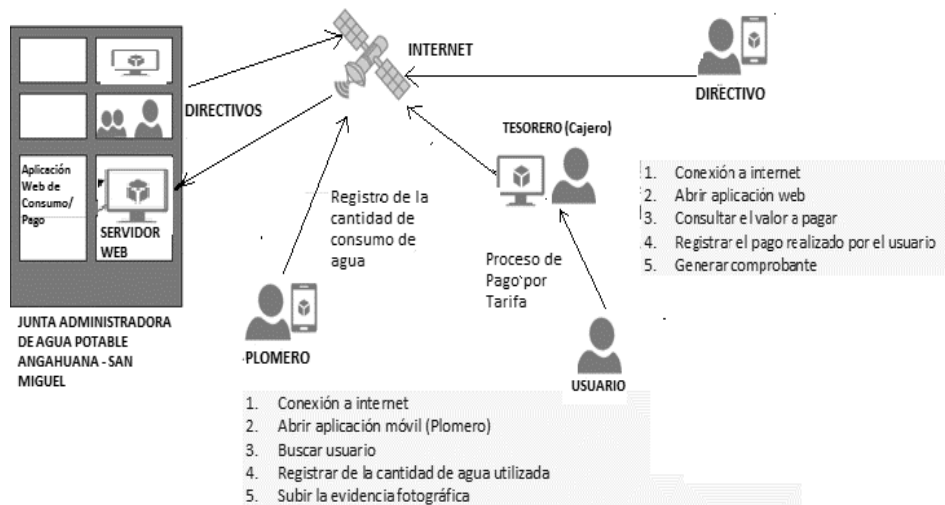 INTERNET
DIRECTIVOS
DIRECTIVO
TESORERO (Cajero)
Aplicación
Web de
Consumo/
Pago
SERVIDOR
WEB
JUNTA ADMINISTRADORA
DE AGUA POTABLE
ANGAHUANA - SAN
MIGUEL
Registro de la
cantidad de
consumo de
agua
PLOMERO
Proceso de
Pago por
Tarifa
USUARIO
1. Conexión a internet
2. Abrir aplicación web
3. Consultar el valor a pagar
4. Registrar el pago realizado por el usuario
5. Generar comprobante
1. Conexión a internet
2. Abrir aplicación móvil (Plomero)
3. Buscar usuario
4. Registrar de la cantidad de agua utilizada
5. Subir la evidencia fotográfica